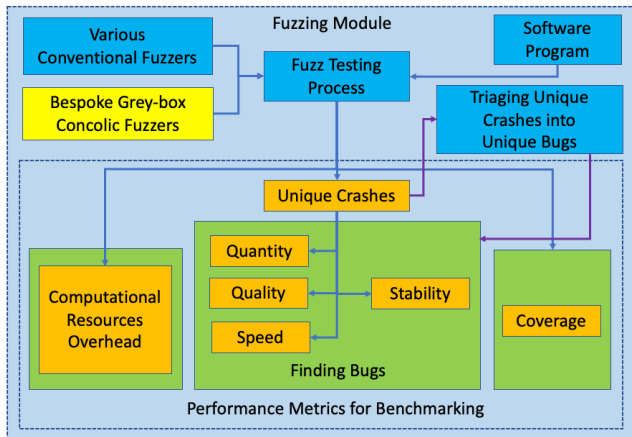 Fuzzing Module
Various
Conventional Fuzzers
Software
Program
Fuzz Testing
Process
Bespoke Grey-box
Concolic Fuzzers
Triaging Unique
Crashes into
Unique Bugs
Unique Crashes
Quantity
Quality
Stability
Speed
Finding Bugs
Computational
Resources
Overhead
Coverage
Performance Metrics for Benchmarking